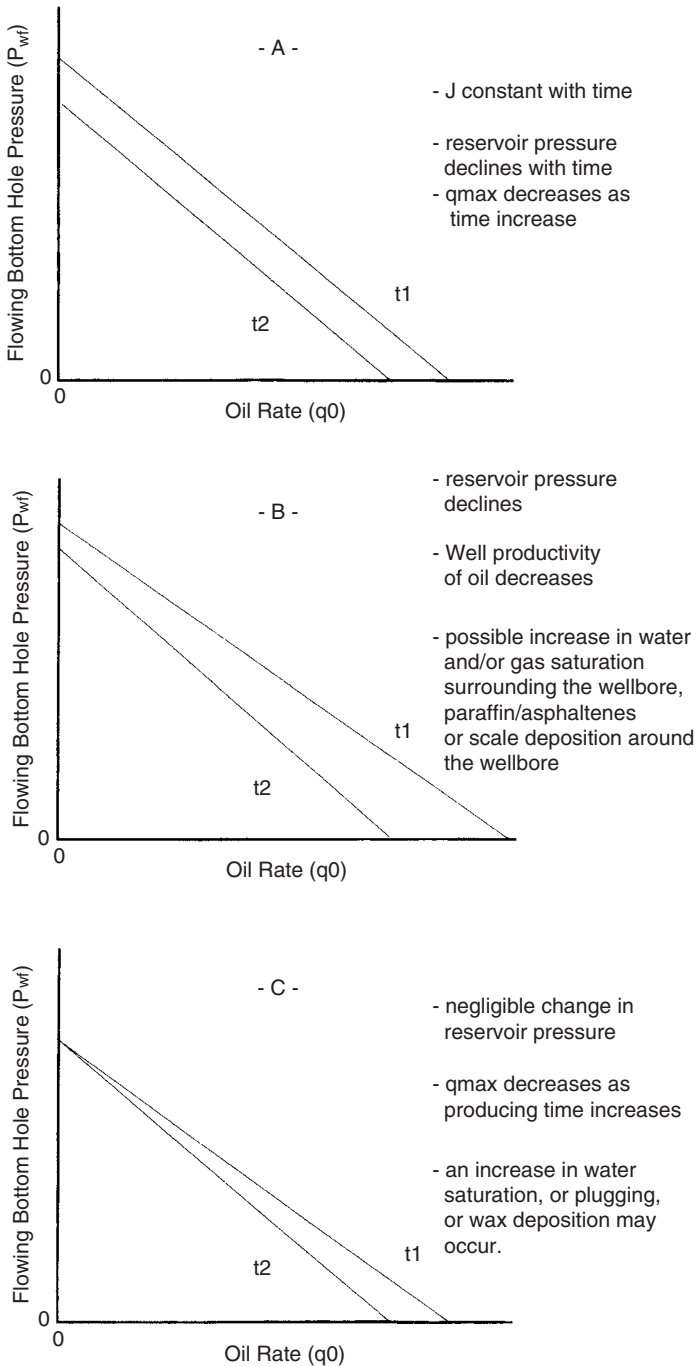 Flowing Bottom Hole Pressure (Pwf)
- A -
- J constant with time
- reservoir pressure
declines with time
- qmax decreases as
time increase
t1
t2
0
0
Oil Rate (q0)
Flowing Bottom Hole Pressure (Pwf)
- B -
- reservoir pressure
declines
- Well productivity
of oil decreases
- possible increase in water
and/or gas saturation
surrounding the wellbore,
paraffin/asphaltenes
or scale deposition around
the wellbore
t1
t2
0
0
Oil Rate (q0)
Flowing Bottom Hole Pressure (Pwf)
- C -
- negligible change in
reservoir pressure
- qmax decreases as
producing time increases
- an increase in water
saturation, or plugging,
or wax deposition may
occur.
t1
t2
0
0
Oil Rate (q0)